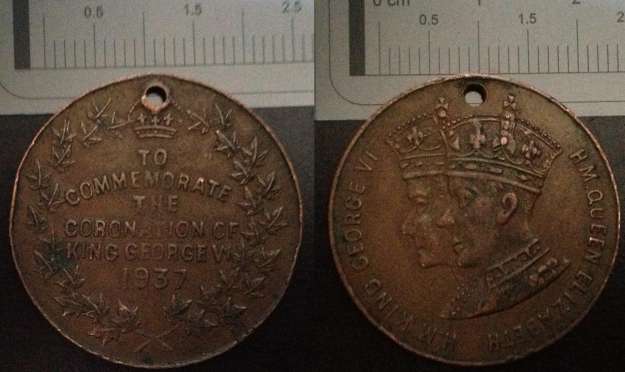 0.5 1.5 2.5
TO
COMMEMORATE
THE
CORONATION OF
KING GEORGE VI
1937
0 cm 1 2
0.5 1.5
H.M. KING GEORGE VI
H.M. QUEEN ELIZABETH